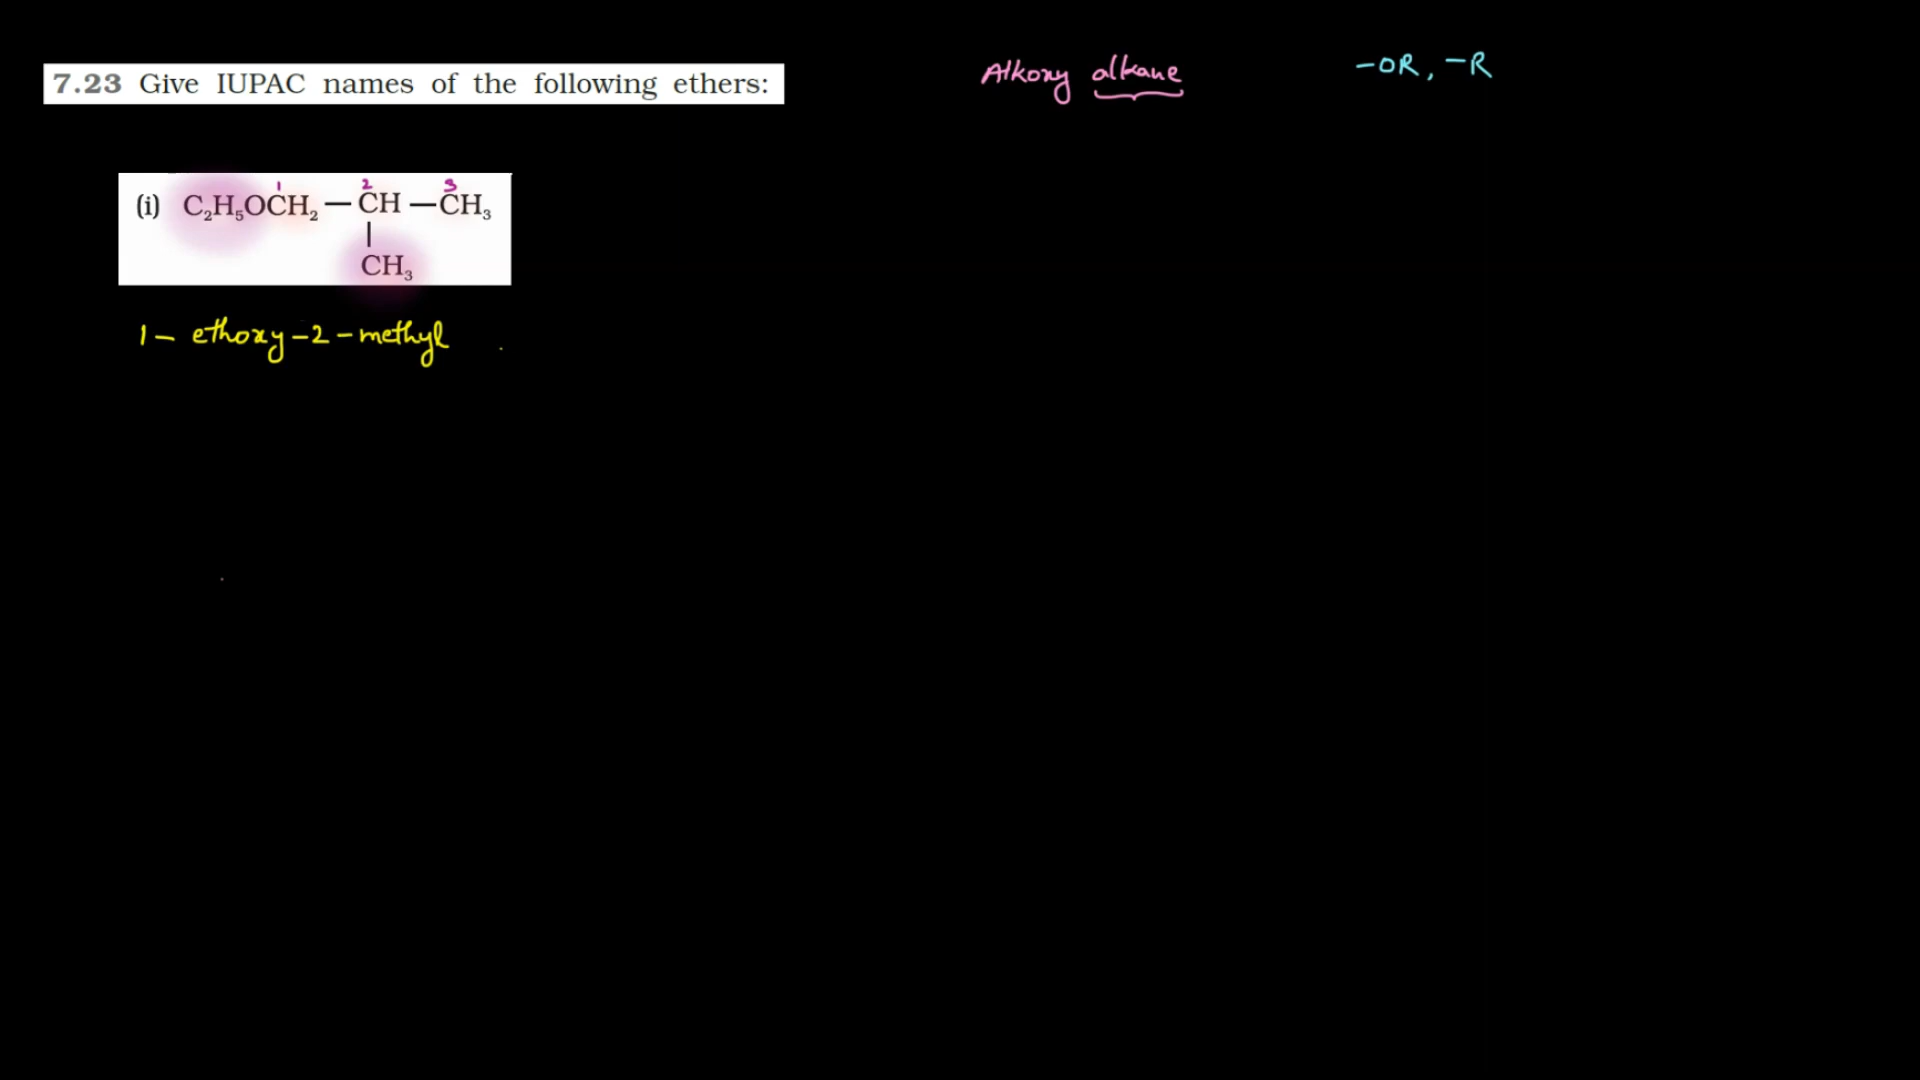 7.23 Give IUPAC names of the following ethers:
Alkoxy alkane
-OR, -R
1 2 3
(i) C₂H₅OCH₂ — CH — CH₃
|
CH₃
1 - ethoxy - 2 - methyl